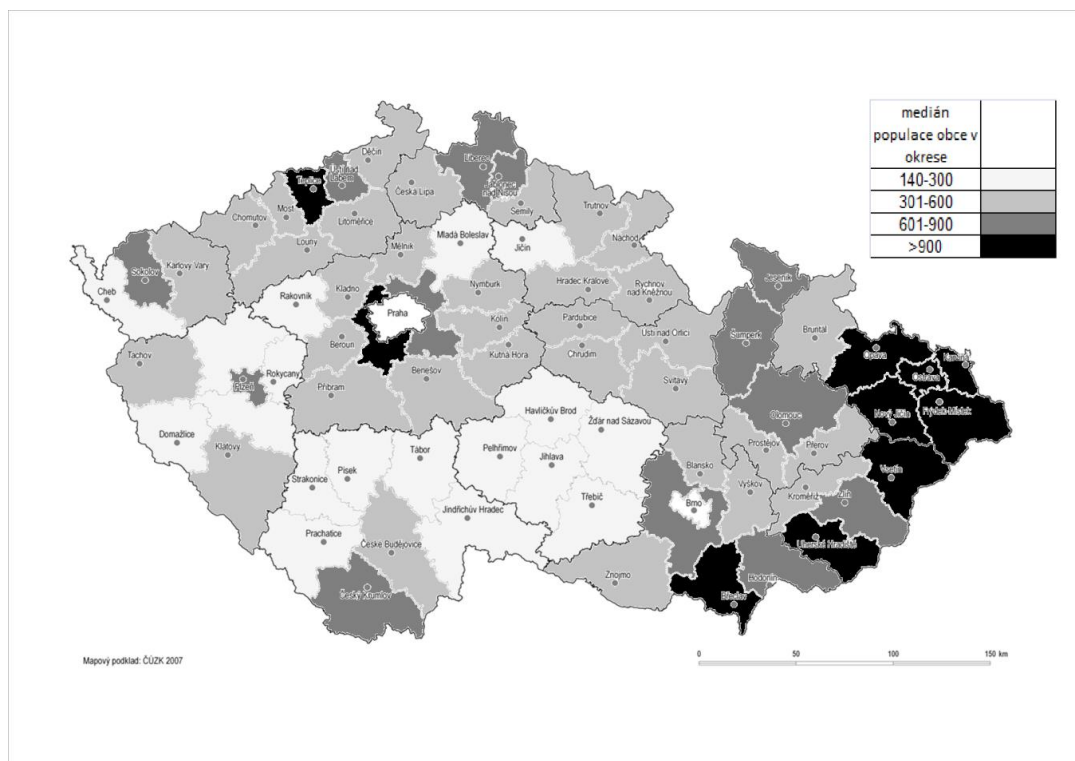 medián
populace obce v
okrese
140-300
301-600
601-900
>900
Děčín
Liberec
Ústí nad
Labem
Teplice
Jablonec
nad Nisou
Česká Lipa
Semily
Trutnov
Most
Chomutov
Litoměřice
Louny
Mělník
Mladá Boleslav
Jičín
Náchod
Sokolov
Karlovy Vary
Cheb
Rakovník
Kladno
Praha
Nymburk
Hradec Kralove
Rychnov
nad Kněžnou
Jeseník
Bruntál
Šumperk
Opava
Karviná
Ostrava
Beroun
Kolín
Pardubice
Ústí nad Orlicí
Kutná Hora
Chrudim
Tachov
Plzeň
Rokycany
Příbram
Benešov
Svitavy
Olomouc
Nový Jičín
Frýdek-Místek
Domažlice
Klatovy
Havlíčkův Brod
Žďár nad Sázavou
Prostějov
Přerov
Tábor
Pelhřimov
Jihlava
Blansko
Vyškov
Vsetín
Strakonice
Písek
Třebíč
Brno
Kroměříž
Zlín
Jindřichův Hradec
Prachatice
České Budějovice
Uherské Hradiště
Znojmo
Hodonín
Břeclav
Český Krumlov
Mapový podklad: ČÚZK 2007
0 50 100 150 km